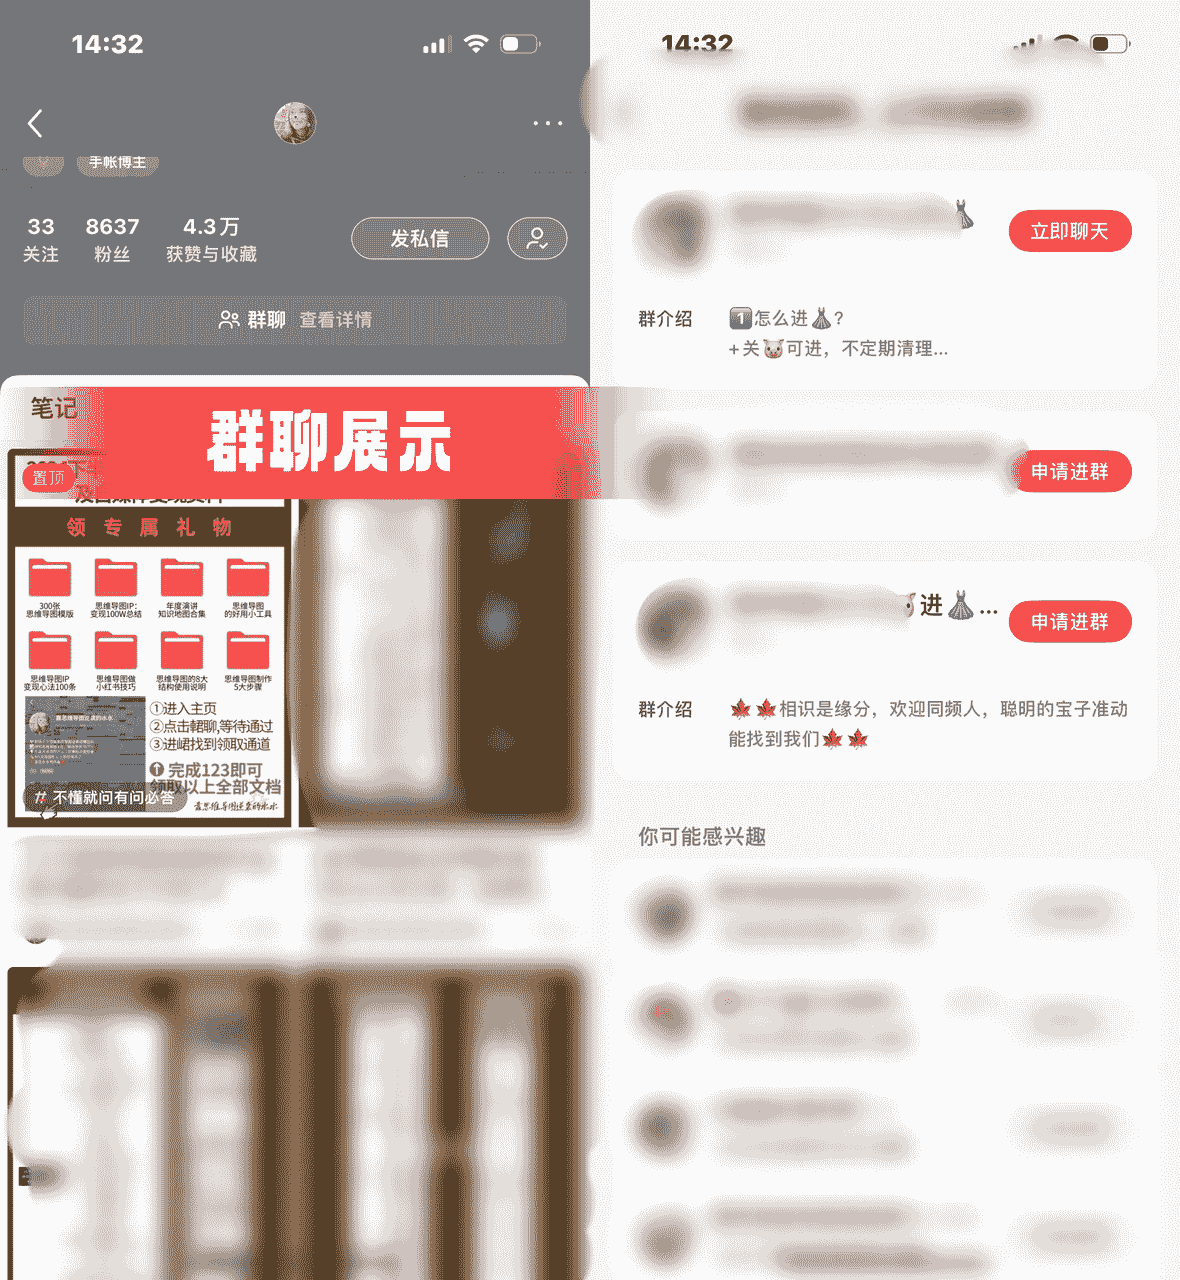 14:32
手帐博主
33
关注
8637
粉丝
4.3万
获赞与收藏
发私信
群聊 查看详情
笔记
群聊展示
置顶
领专属礼物
300张
思维导图模版
思维导图IP:
变现100W总结
年度演讲
知识地图合集
思维导图
的好用小工具
思维导图IP
变现心法100条
思维导图做
小红书技巧
思维导图的8大
结构使用说明
思维导图制作
5大步骤
①进入主页
②点击帬聊,等待通过
③进峮找到领取通道
完成123即可
领取以上全部文档
# 不懂就问有问必答
14:32
立即聊天
群介绍
1怎么进👗?
+关🐷可进，不定期清理...
申请进群
进👗...
申请进群
群介绍
🍁🍁相识是缘分，欢迎同频人，聪明的宝子准动
能找到我们🍁🍁
你可能感兴趣